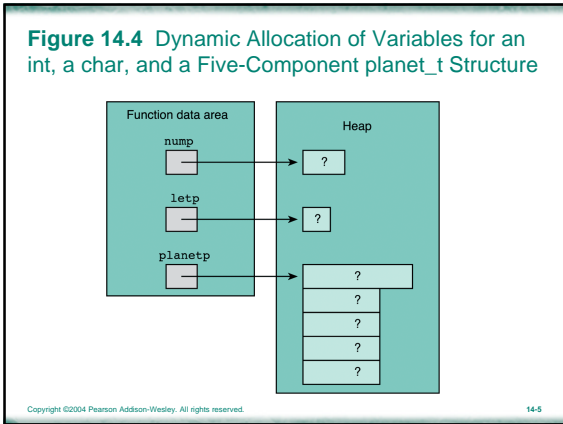 Figure 14.4 Dynamic Allocation of Variables for an
int, a char, and a Five-Component planet_t Structure
Function data area
Heap
nump
?
letp
?
planetp
?
?
?
?
?
Copyright ©2004 Pearson Addison-Wesley. All rights reserved.
14-5